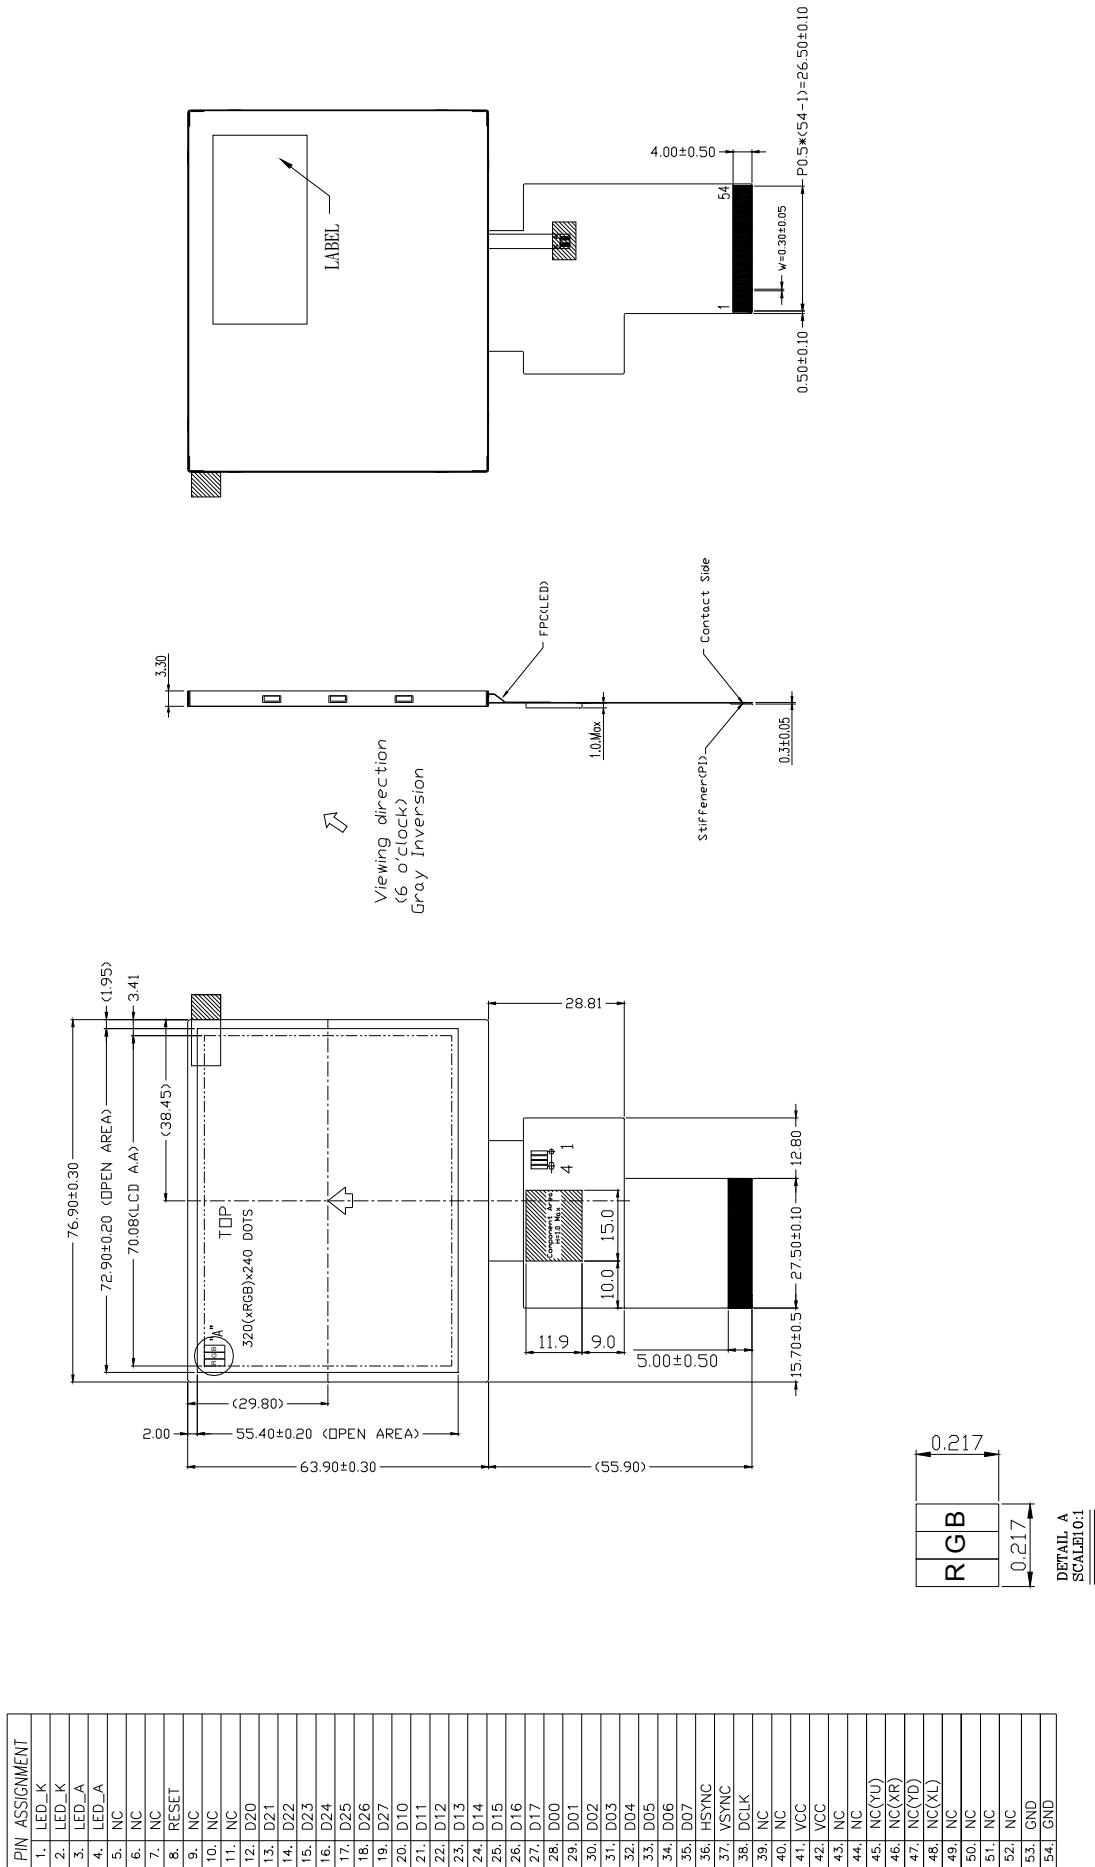 P0.5*(54-1)=26.50±0.10
4.00±0.50
54
1
W=0.30±0.05
0.50±0.10
LABEL
3.30
FPC(LED)
1.0.Max
Contact Side
Stiffener(PI)
0.3±0.05
Viewing direction
(6 o'clock)
Gray Inversion
76.90±0.30
72.90±0.20 (OPEN AREA)
(1.95)
70.08(LCD A.A)
3.41
(38.45)
TOP
320(xRGB)x240 DOTS
"A"
R G B
28.81
4 1
Component Area
H=1.0 Max
15.0
10.0
11.9
9.0
12.80
27.50±0.10
15.70±0.5
5.00±0.50
(29.80)
2.00
55.40±0.20 (OPEN AREA)
63.90±0.30
(55.90)
0.217
R G B
0.217
DETAIL A
SCALE10:1
PIN ASSIGNMENT
1. LED_K
2. LED_K
3. LED_A
4. LED_A
5. NC
6. NC
7. NC
8. RESET
9. NC
10. NC
11. NC
12. D20
13. D21
14. D22
15. D23
16. D24
17. D25
18. D26
19. D27
20. D10
21. D11
22. D12
23. D13
24. D14
25. D15
26. D16
27. D17
28. D00
29. D01
30. D02
31. D03
32. D04
33. D05
34. D06
35. D07
36. HSYNC
37. VSYNC
38. DCLK
39. NC
40. NC
41. VCC
42. VCC
43. NC
44. NC
45. NC(YU)
46. NC(XR)
47. NC(YD)
48. NC(XL)
49. NC
50. NC
51. NC
52. NC
53. GND
54. GND